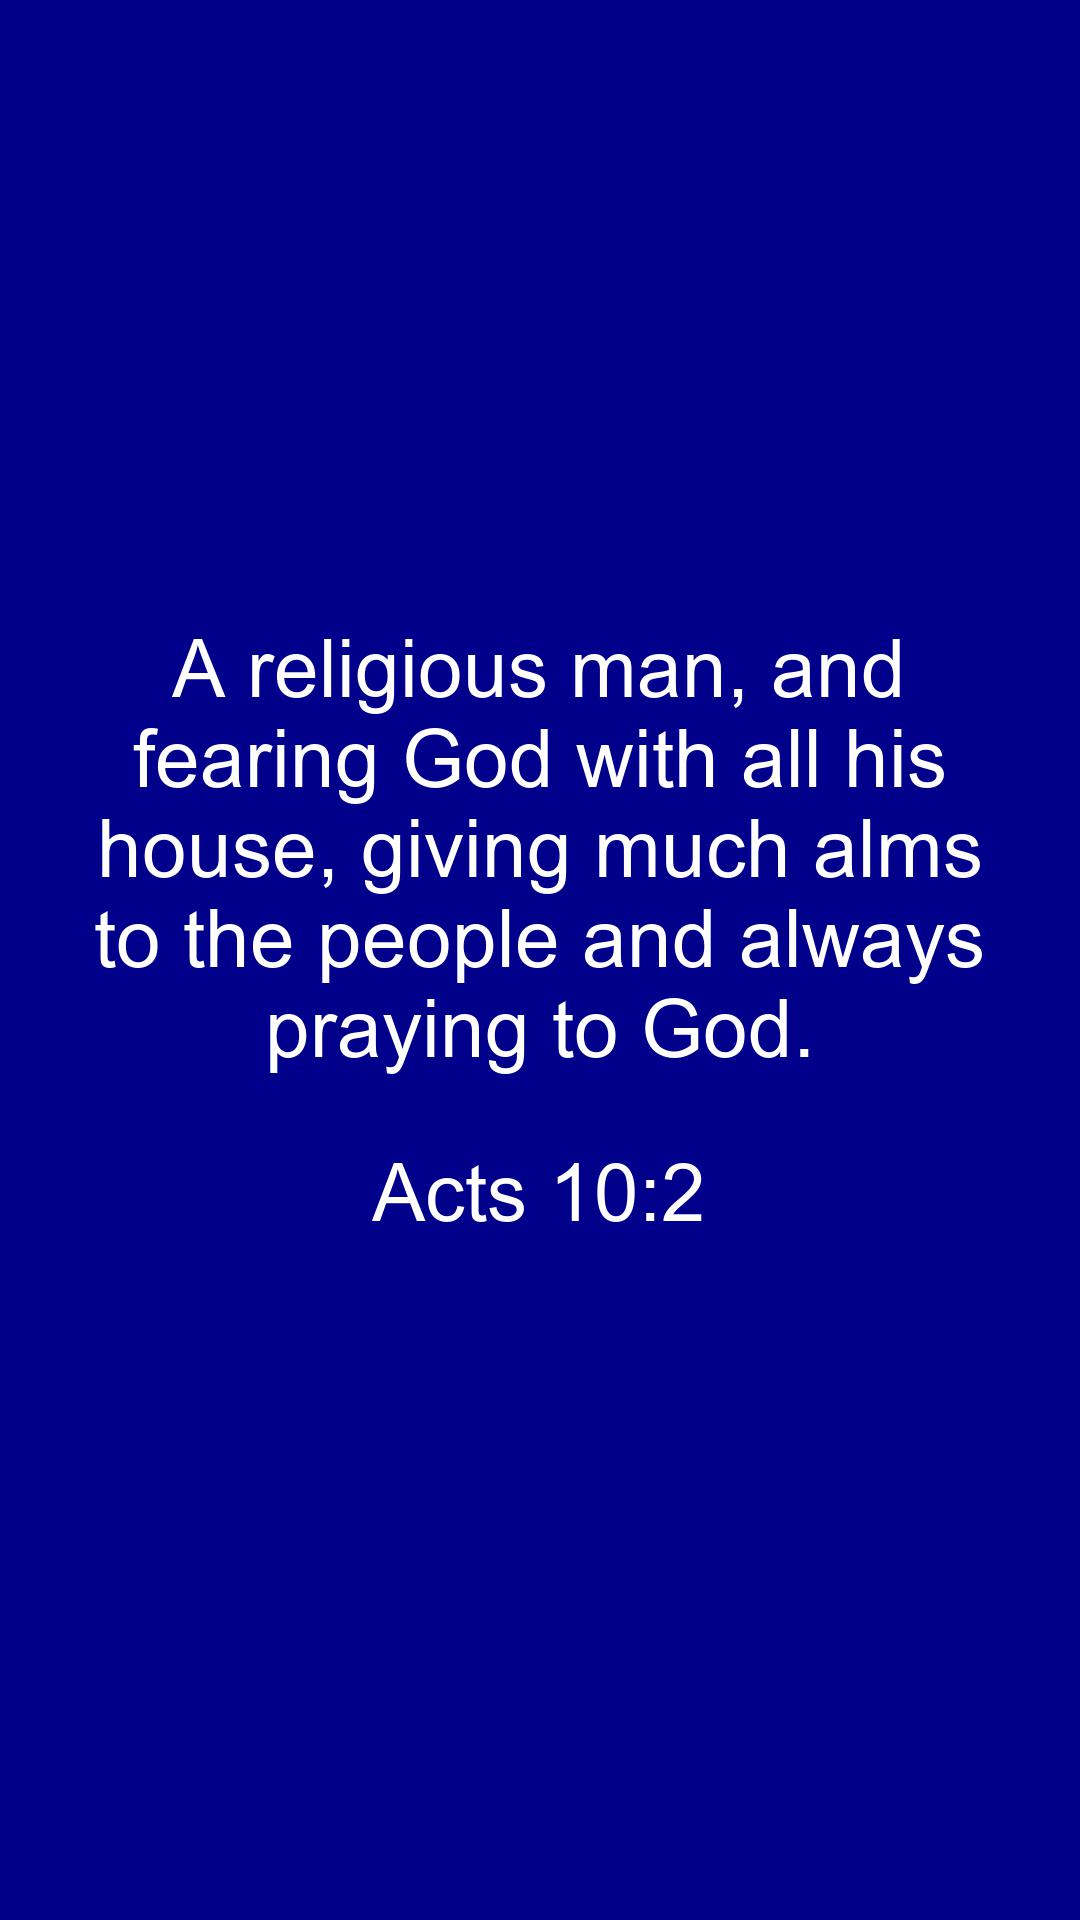 A religious man, and
fearing God with all his
house, giving much alms
to the people and always
praying to God.
Acts 10:2